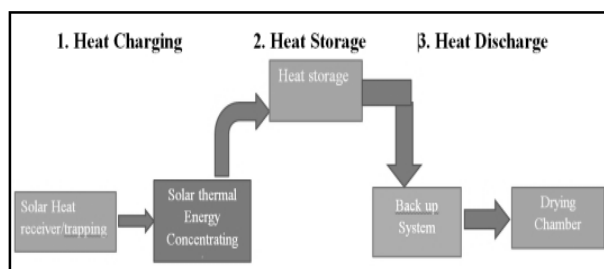 1. Heat Charging
2. Heat Storage
3. Heat Discharge
Heat storage
Solar Heat
receiver/trapping
Solar thermal
Energy
Concentrating
Back up
System
Drying
Chamber